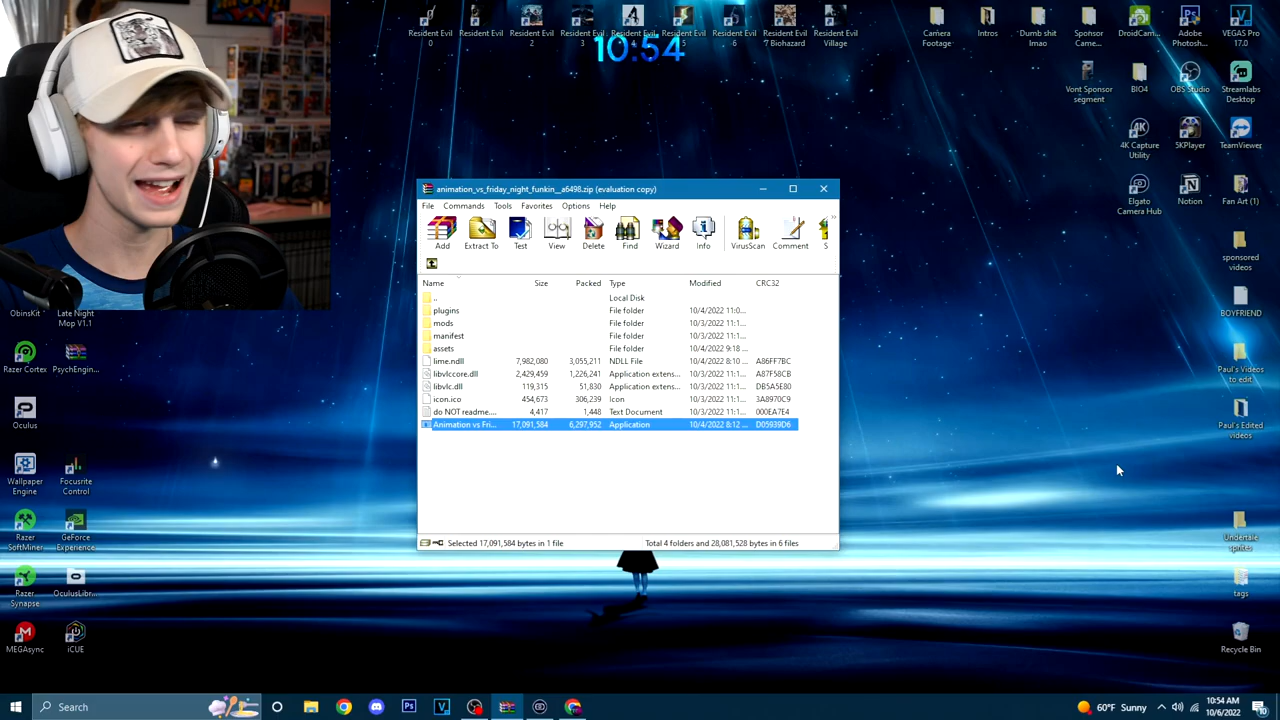 Resident Evil 0
Resident Evil
Resident Evil 2
Resident Evil 3
Resident Evil
Resident Evil 5
Resident Evil 6
Resident Evil 7 Biohazard
Resident Evil Village
10:54
Camera Footage
Intros
Dumb shit lmao
Sponsor Came...
DroidCam...
Adobe Photosh...
VEGAS Pro 17.0
Vont Sponsor segment
BIO4
OBS Studio
Streamlabs Desktop
4K Capture Utility
5KPlayer
TeamViewer
Elgato Camera Hub
Notion
Fan Art (1)
sponsored videos
BOYFRIEND
Paul's Videos to edit
Paul's Edited videos
Undertale sprites
tags
Recycle Bin
ObinsKit
Late Night Mop V1.1
Razer Cortex
PsychEngin...
Oculus
Wallpaper Engine
Focusrite Control
Razer SoftMiner
GeForce Experience
Razer Synapse
OculusLibr...
MEGAsync
iCUE
animation_vs_friday_night_funkin__a6498.zip (evaluation copy)
File Commands Tools Favorites Options Help
Add Extract To Test View Delete Find Wizard Info VirusScan Comment S
Name Size Packed Type Modified CRC32
.. Local Disk
plugins File folder 10/4/2022 11:0...
mods File folder 10/3/2022 11:1...
manifest File folder 10/3/2022 11:1...
assets File folder 10/4/2022 9:18 ...
lime.ndll 7,982,080 3,055,211 NDLL File 10/4/2022 8:10 ... A86FF7BC
libvlccore.dll 2,429,459 1,226,241 Application extens... 10/3/2022 11:1... A87F58CB
libvlc.dll 119,315 51,830 Application extens... 10/3/2022 11:1... DB5A5E80
icon.ico 454,673 306,239 Icon 10/3/2022 11:1... 3A8970C9
do NOT readme.... 4,417 1,448 Text Document 10/3/2022 11:1... 000EA7E4
Animation vs Fri... 17,091,584 6,297,952 Application 10/4/2022 8:12 ... D05939D6
Selected 17,091,584 bytes in 1 file
Total 4 folders and 28,081,528 bytes in 6 files
Search
60°F Sunny
10:54 AM
10/6/2022
10